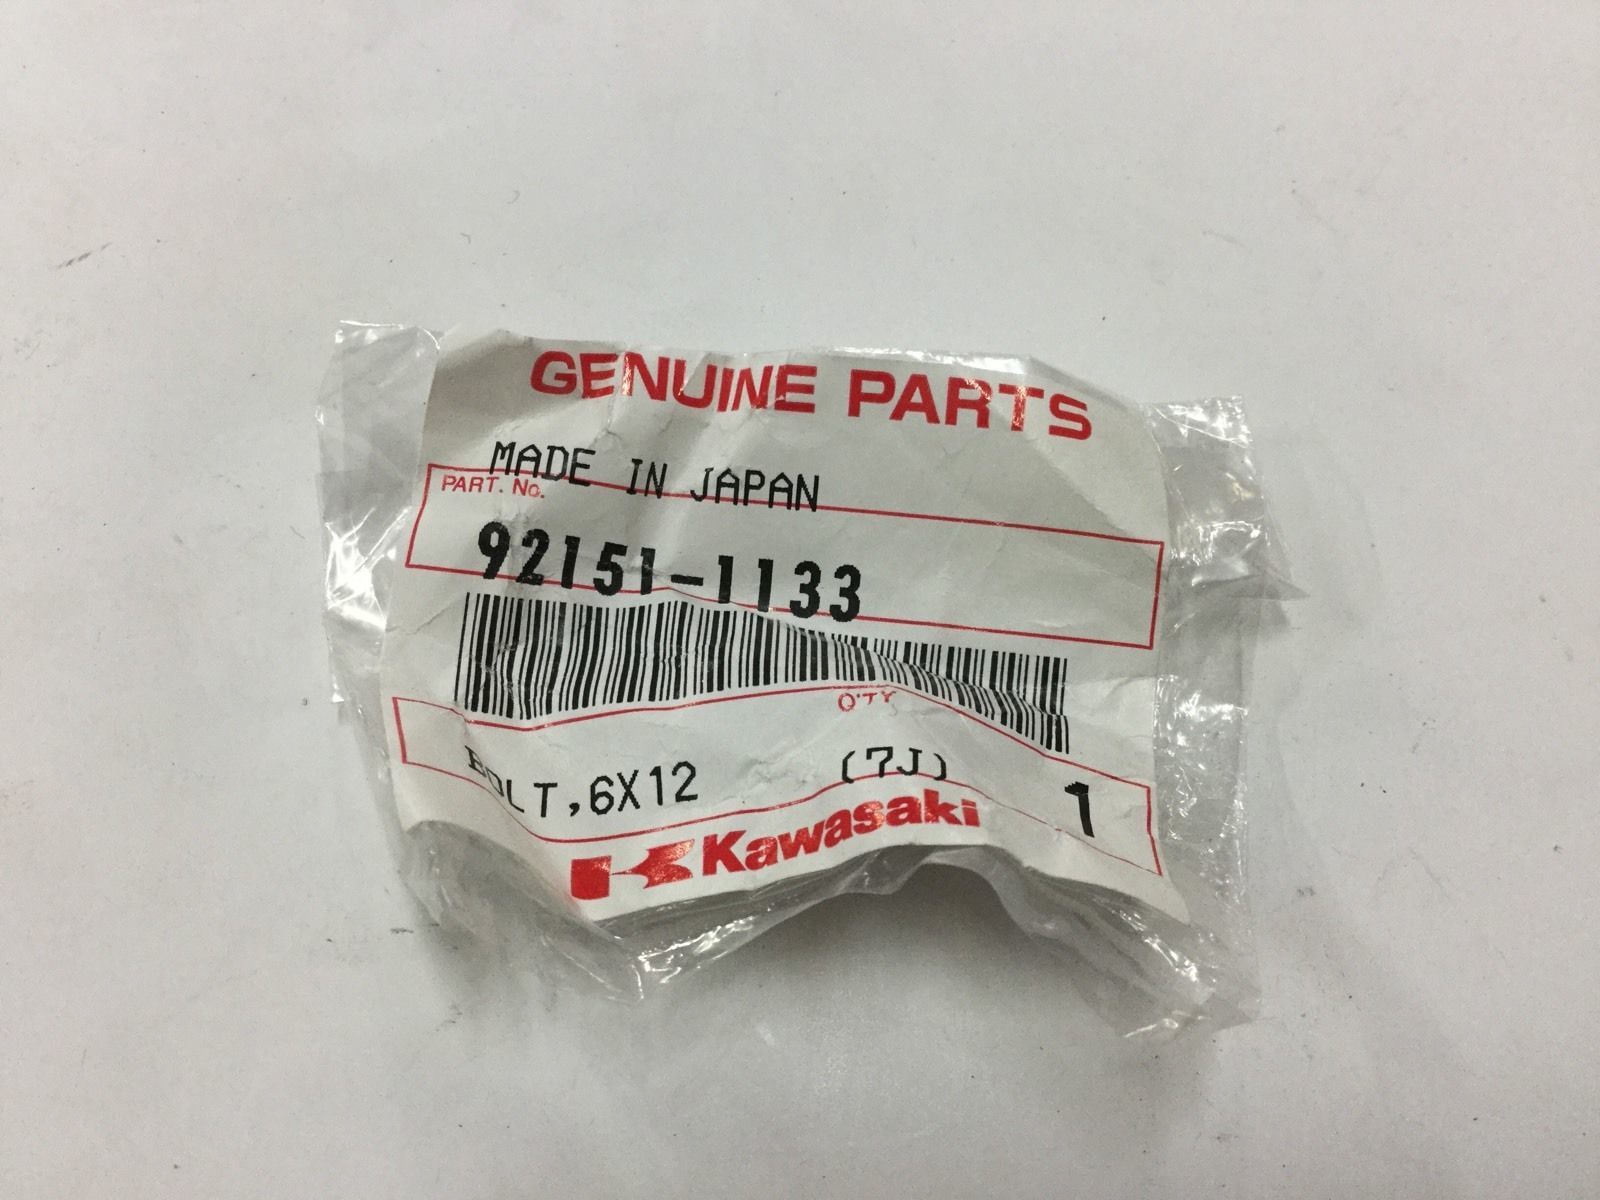 GENUINE PARTS
MADE IN JAPAN
PART. No.
92151-1133
Q'TY
BOLT,6X12 (7J) 1
Kawasaki